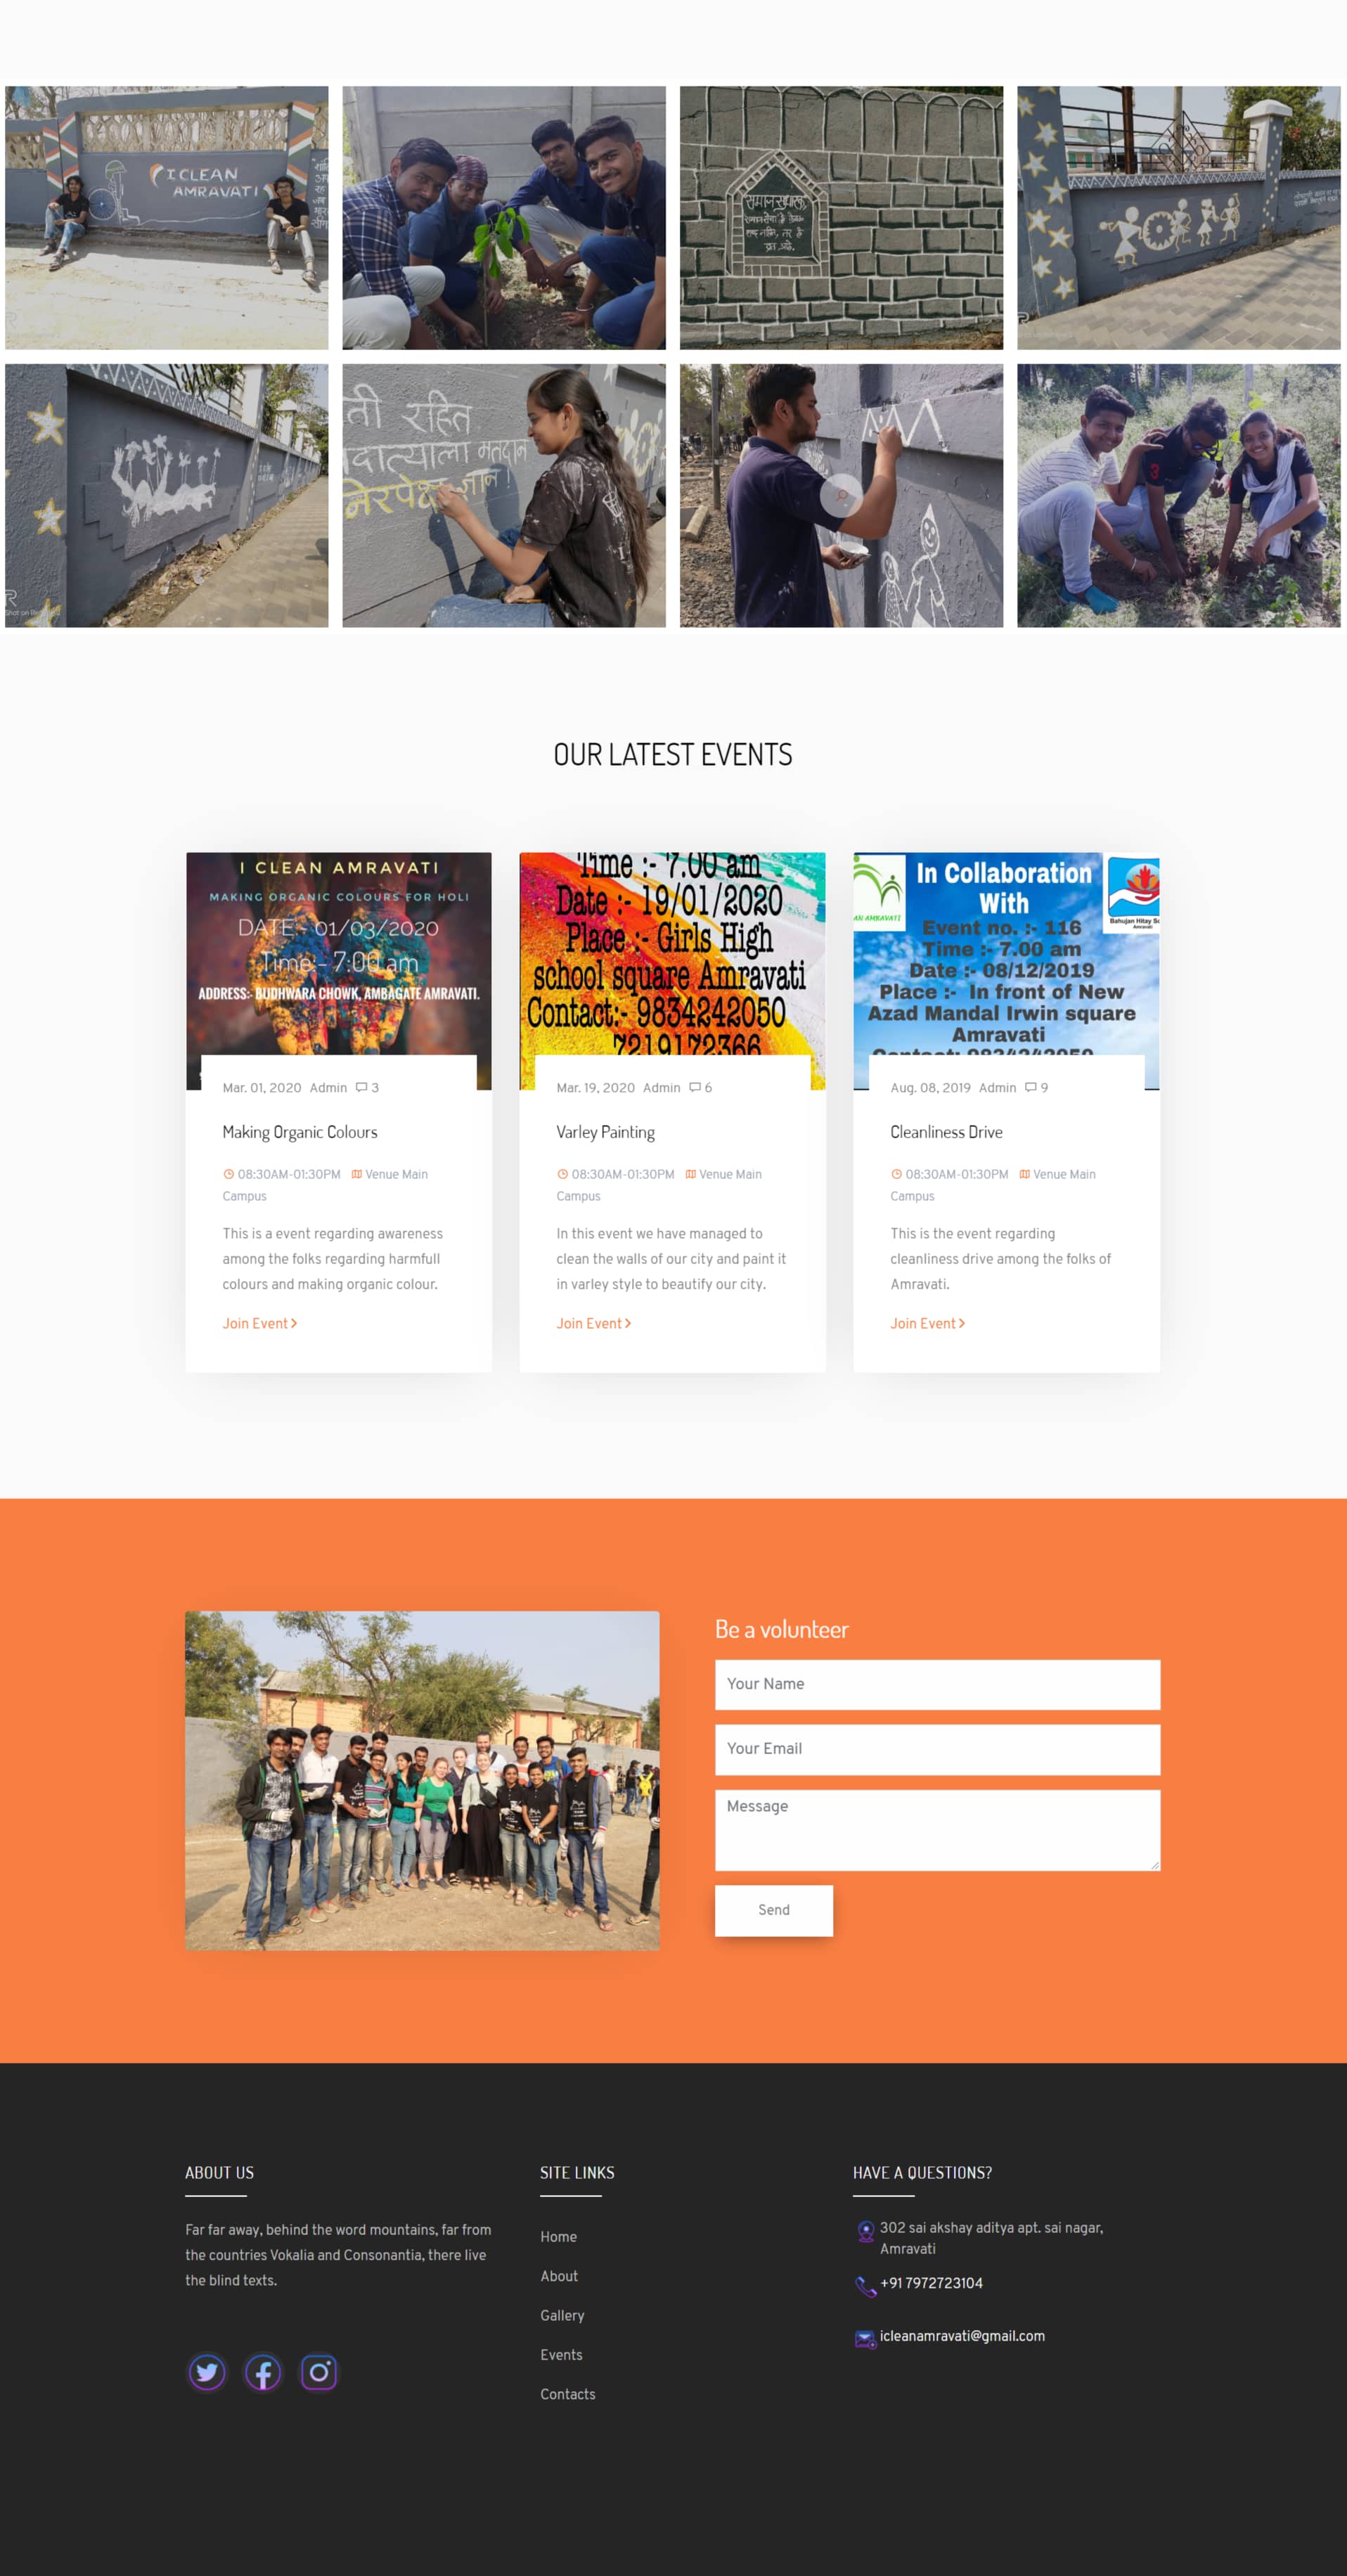 I CLEAN
AMRAVATI
ती रहित
मतदान
OUR LATEST EVENTS
I CLEAN AMRAVATI
MAKING ORGANIC COLOURS FOR HOLI
DATE:- 01/03/2020
Time:- 7:00 am
ADDRESS:- BUDHWARA CHOWK, AMBAGATE AMRAVATI.
Mar. 01, 2020 Admin 3
Making Organic Colours
08:30AM-01:30PM Venue Main
Campus
This is a event regarding awareness
among the folks regarding harmfull
colours and making organic colour.
Join Event
Time :- 7.00 am
Date :- 19/01/2020
Place :- Girls High
school square Amravati
Contact:- 9834242050
7219172366
Mar. 19, 2020 Admin 6
Varley Painting
08:30AM-01:30PM Venue Main
Campus
In this event we have managed to
clean the walls of our city and paint it
in varley style to beautify our city.
Join Event
AN AMRAVATI
In Collaboration
With
Bahujan Hitay
Amravati
Event no. :- 116
Time :- 7.00 am
Date :- 08/12/2019
Place :- In front of New
Azad Mandal Irwin square
Amravati
Contact: 9834242050
Aug. 08, 2019 Admin 9
Cleanliness Drive
08:30AM-01:30PM Venue Main
Campus
This is the event regarding
cleanliness drive among the folks of
Amravati.
Join Event
Be a volunteer
Your Name
Your Email
Message
Send
ABOUT US
Far far away, behind the word mountains, far from
the countries Vokalia and Consonantia, there live
the blind texts.
SITE LINKS
Home
About
Gallery
Events
Contacts
HAVE A QUESTIONS?
302 sai akshay aditya apt. sai nagar,
Amravati
+91 7972723104
icleanamravati@gmail.com